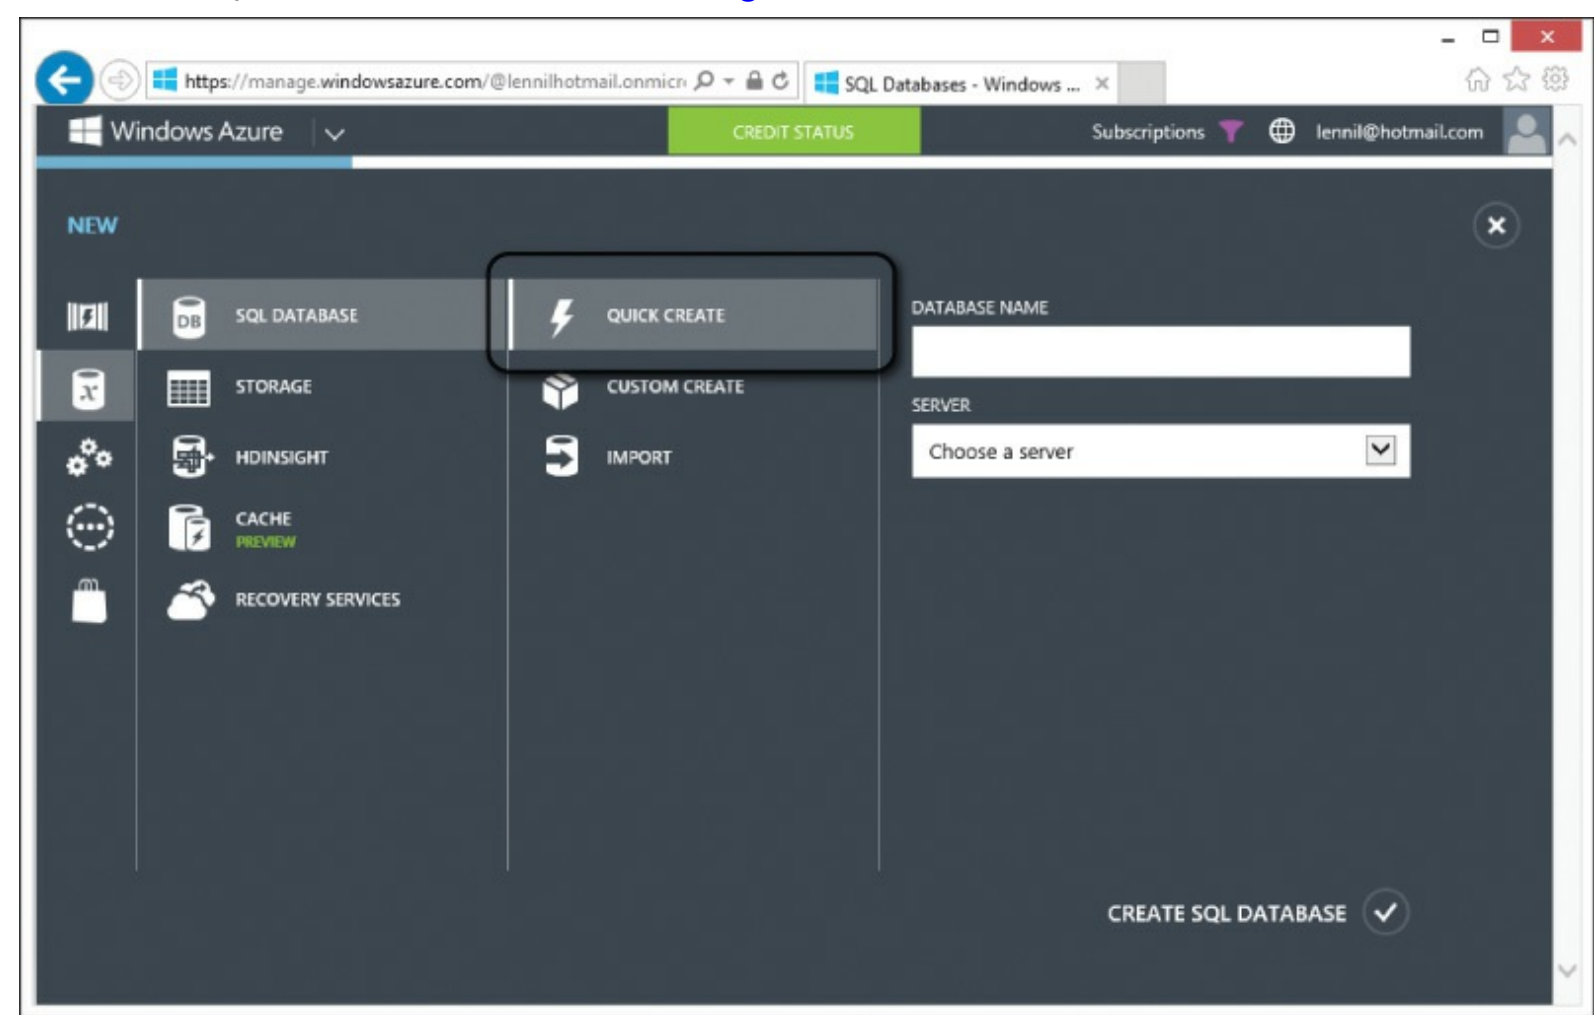 https://manage.windowsazure.com/@lennilhotmail.onmicr
SQL Databases - Windows ...
Windows Azure
CREDIT STATUS
Subscriptions
lennil@hotmail.com
NEW
SQL DATABASE
STORAGE
HDINSIGHT
CACHE
PREVIEW
RECOVERY SERVICES
QUICK CREATE
CUSTOM CREATE
IMPORT
DATABASE NAME
SERVER
Choose a server
CREATE SQL DATABASE